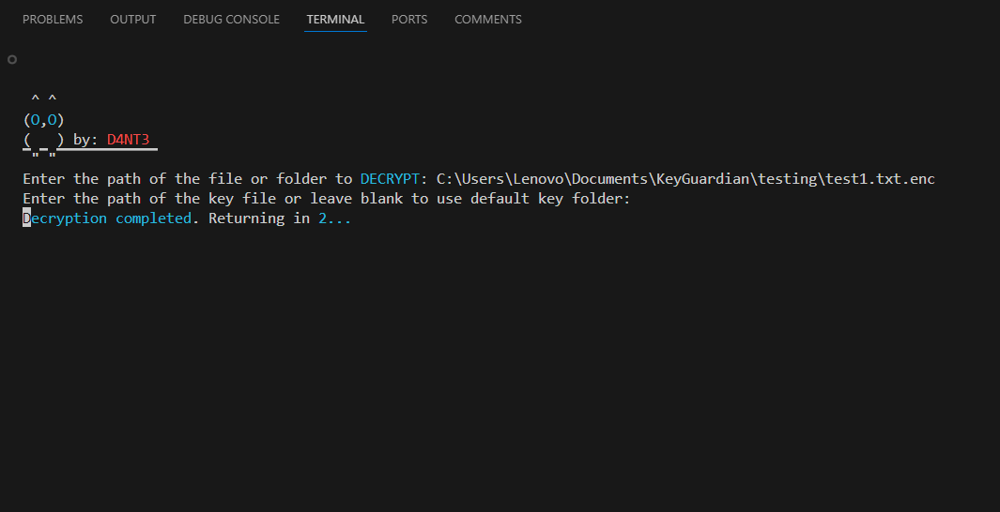 PROBLEMS OUTPUT DEBUG CONSOLE TERMINAL PORTS COMMENTS
 ^ ^
(O,O)
(   ) by: D4NT3
 " "
Enter the path of the file or folder to DECRYPT: C:\Users\Lenovo\Documents\KeyGuardian\testing\test1.txt.enc
Enter the path of the key file or leave blank to use default key folder:
Decryption completed. Returning in 2...